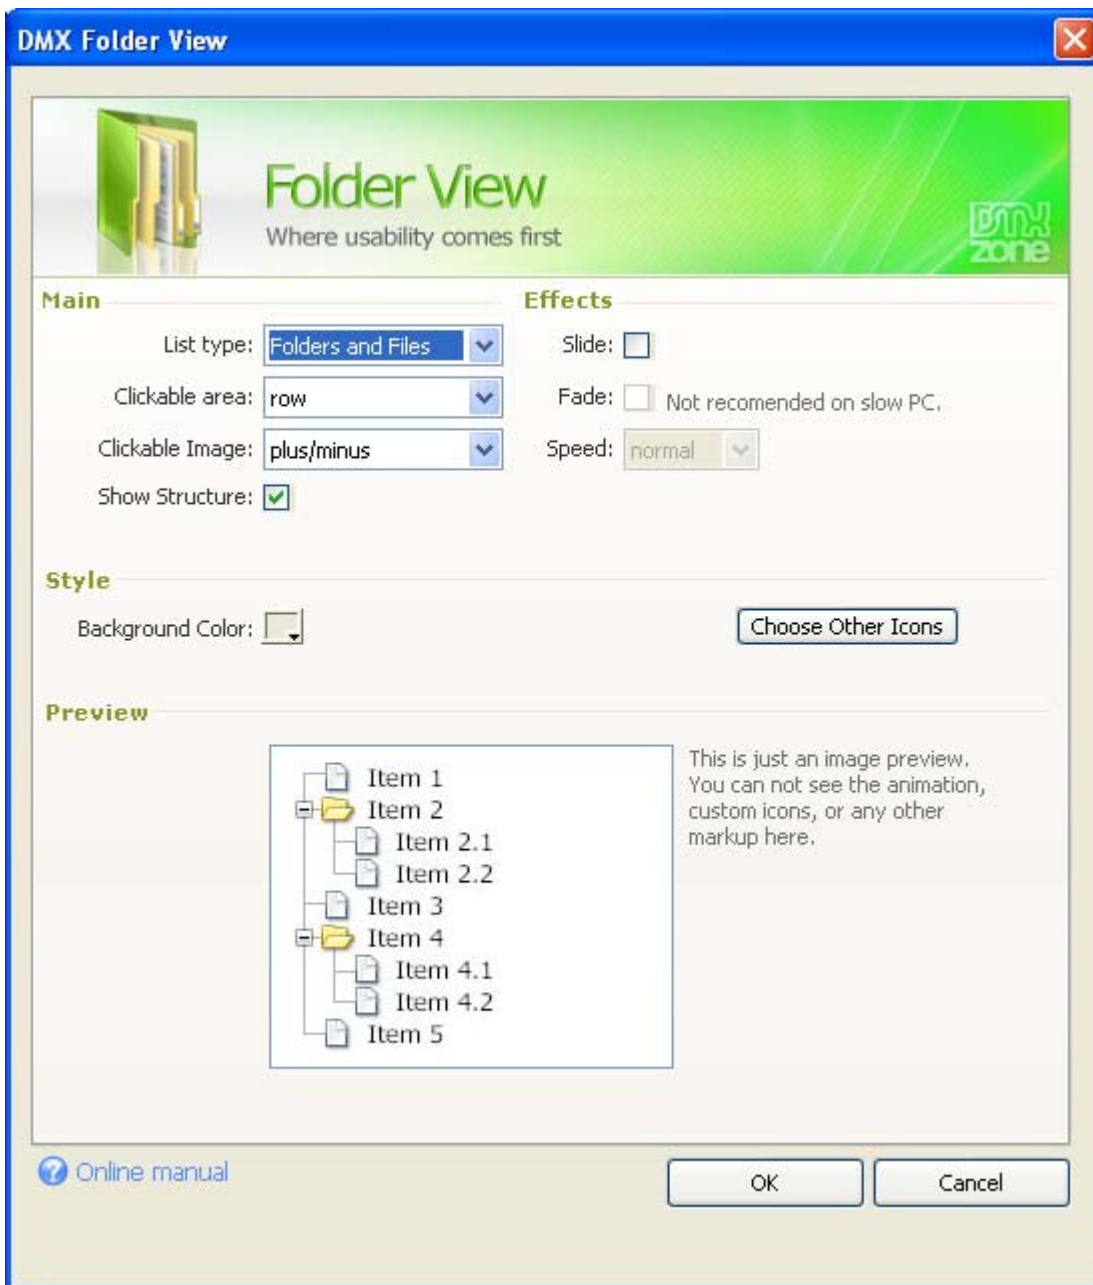 DMX Folder View
Folder View
Where usability comes first
DMX
zone
Main
List type: Folders and Files
Clickable area: row
Clickable Image: plus/minus
Show Structure:
Effects
Slide:
Fade: Not recomended on slow PC.
Speed: normal
Style
Background Color:
Choose Other Icons
Preview
Item 1
Item 2
Item 2.1
Item 2.2
Item 3
Item 4
Item 4.1
Item 4.2
Item 5
This is just an image preview.
You can not see the animation,
custom icons, or any other
markup here.
Online manual
OK
Cancel